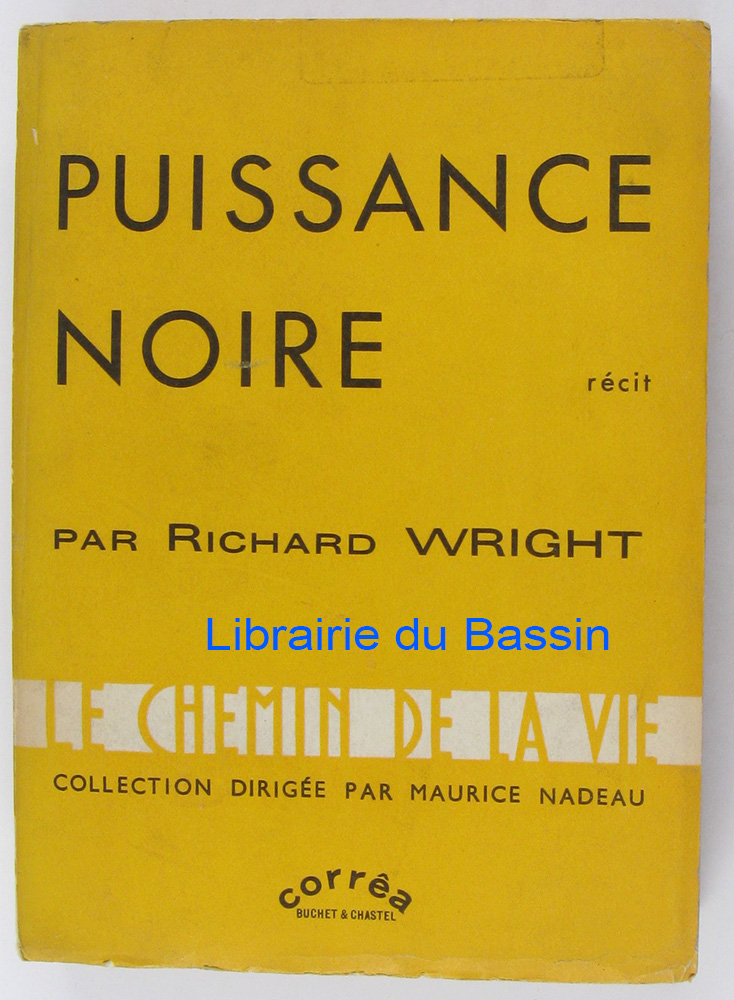 PUISSANCE
NOIRE
récit
PAR RICHARD WRIGHT
Librairie du Bassin
LE CHEMIN DE LA VIE
COLLECTION DIRIGÉE PAR MAURICE NADEAU
corrêa
BUCHET & CHASTEL